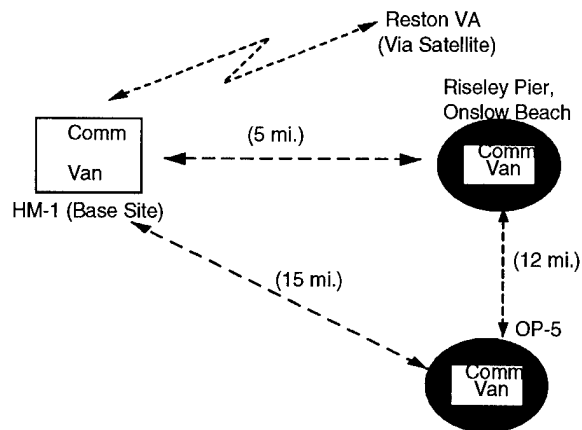 Reston VA
(Via Satellite)
Riseley Pier,
Onslow Beach
Comm
Van
(5 mi.)
Comm
Van
HM-1 (Base Site)
(12 mi.)
(15 mi.)
OP-5
Comm
Van